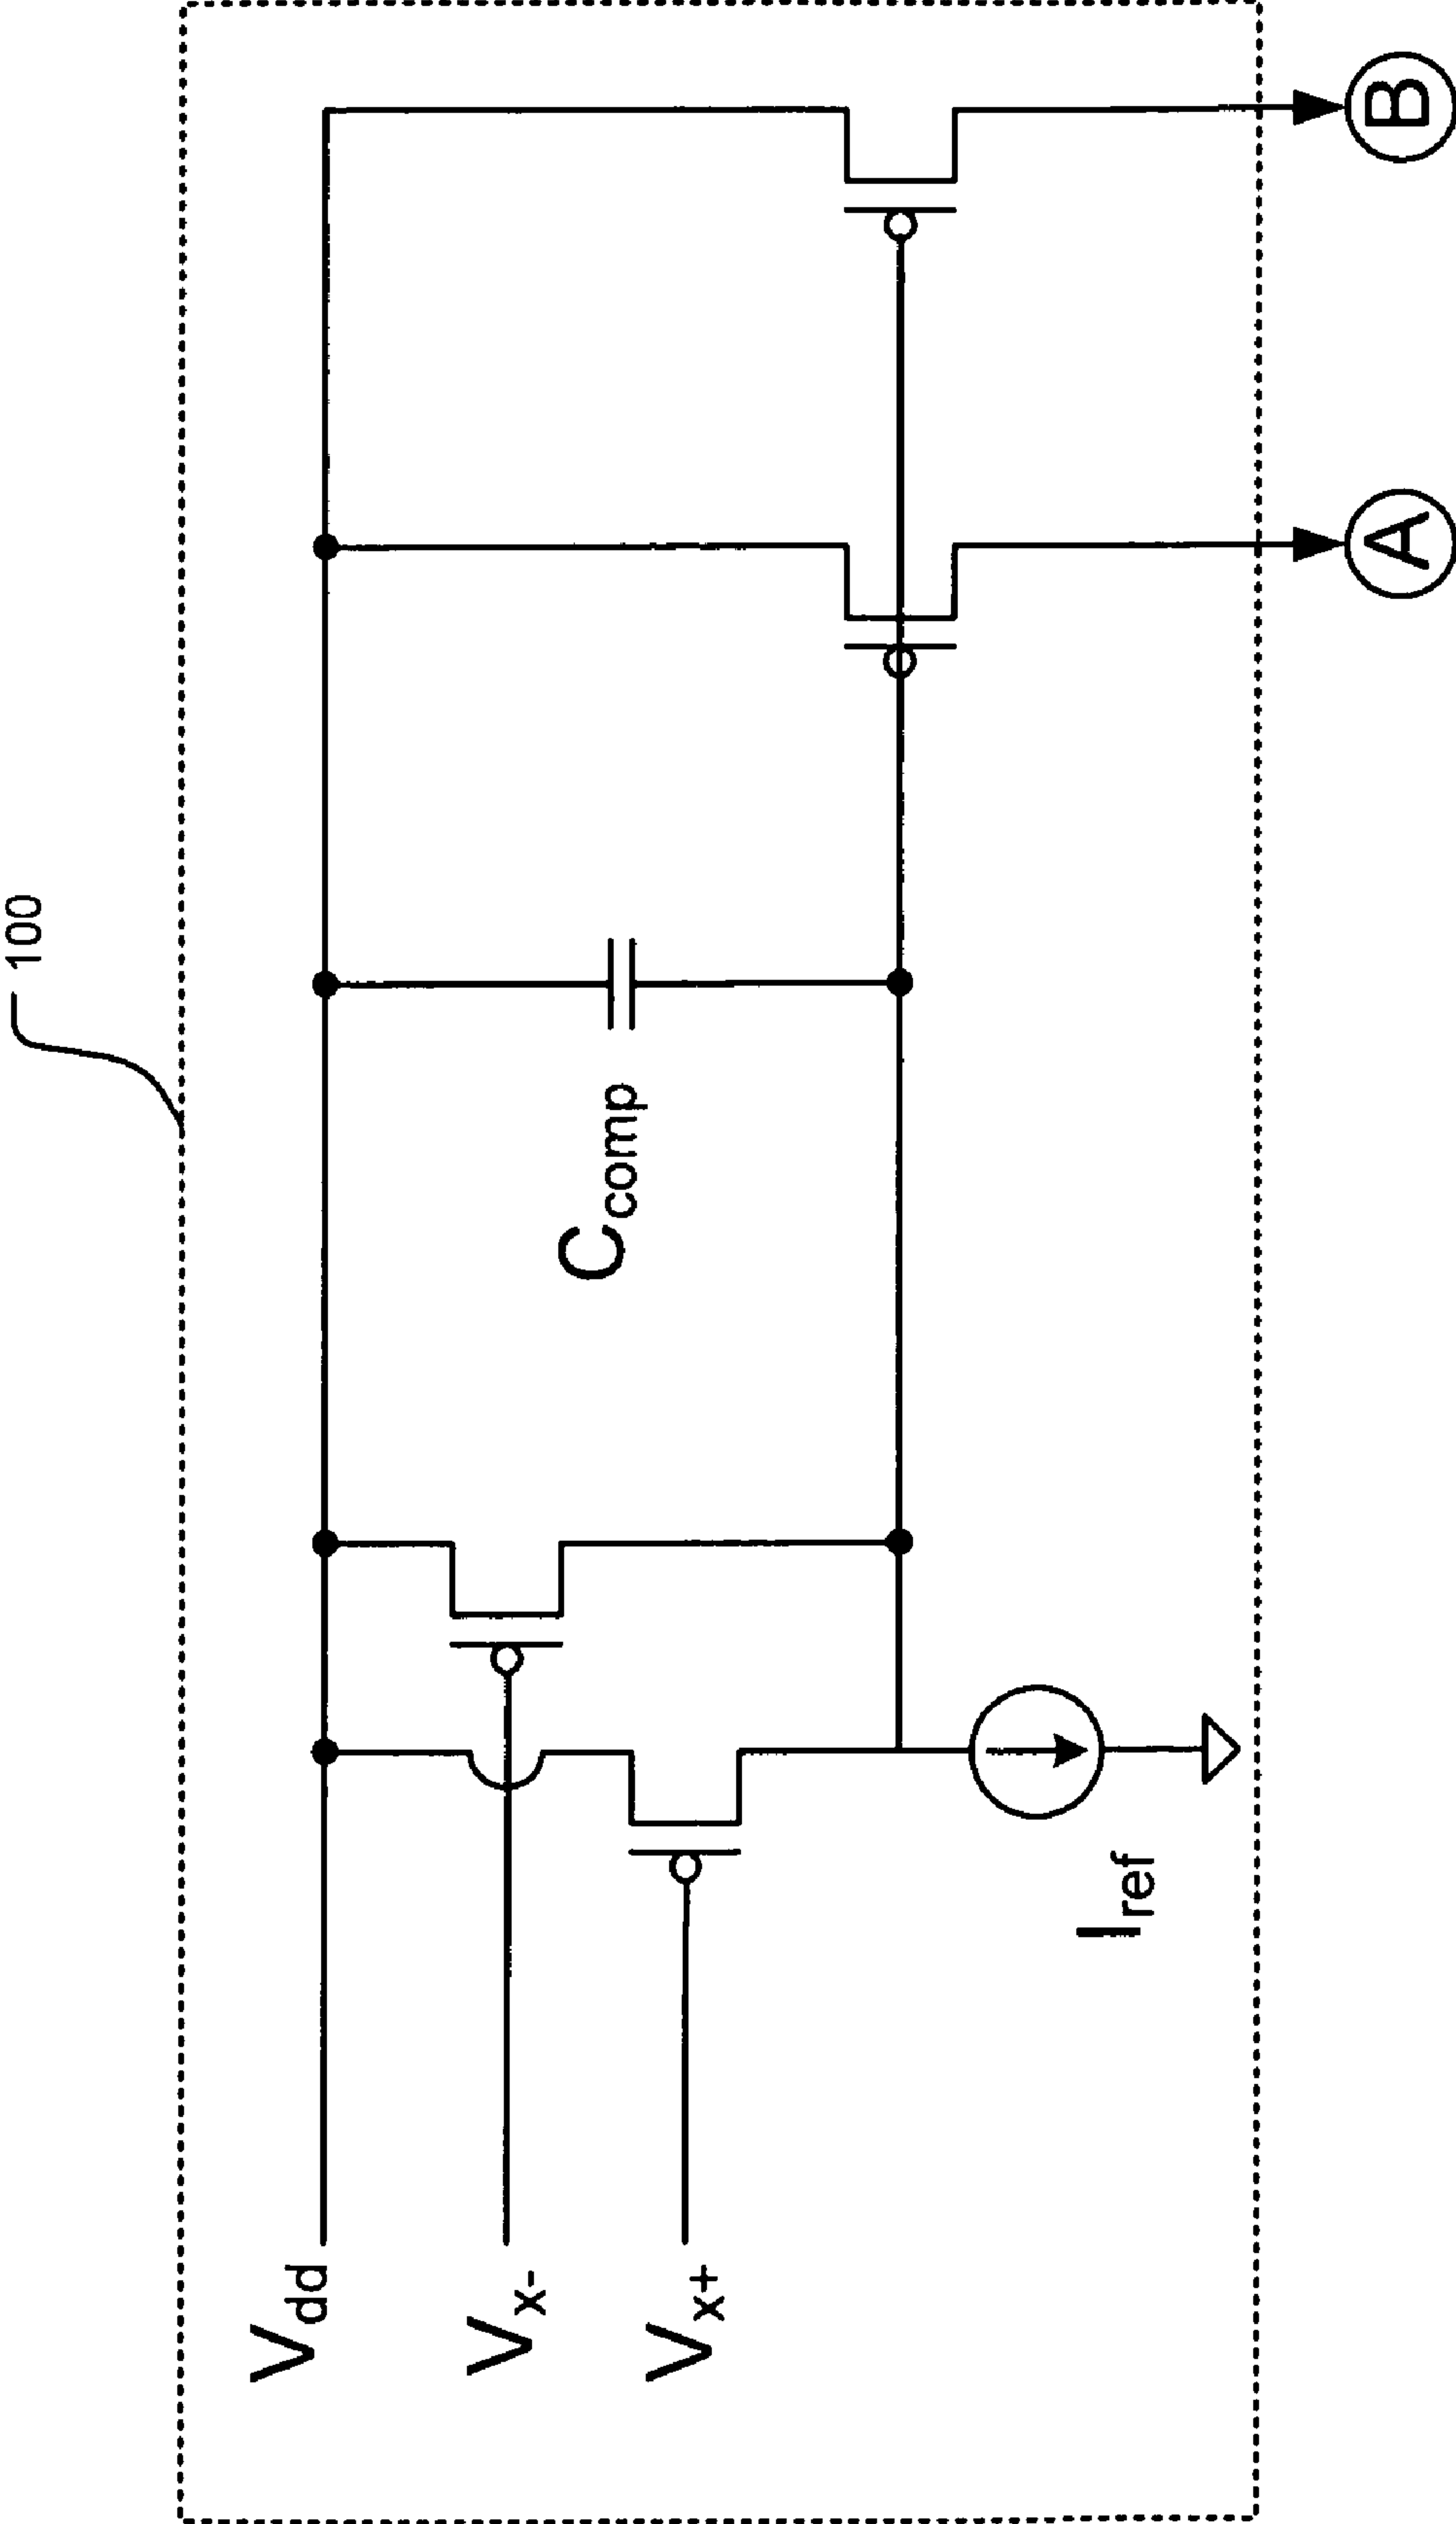 100
V_dd
V_x-
V_x+
C_comp
I_ref
A
B